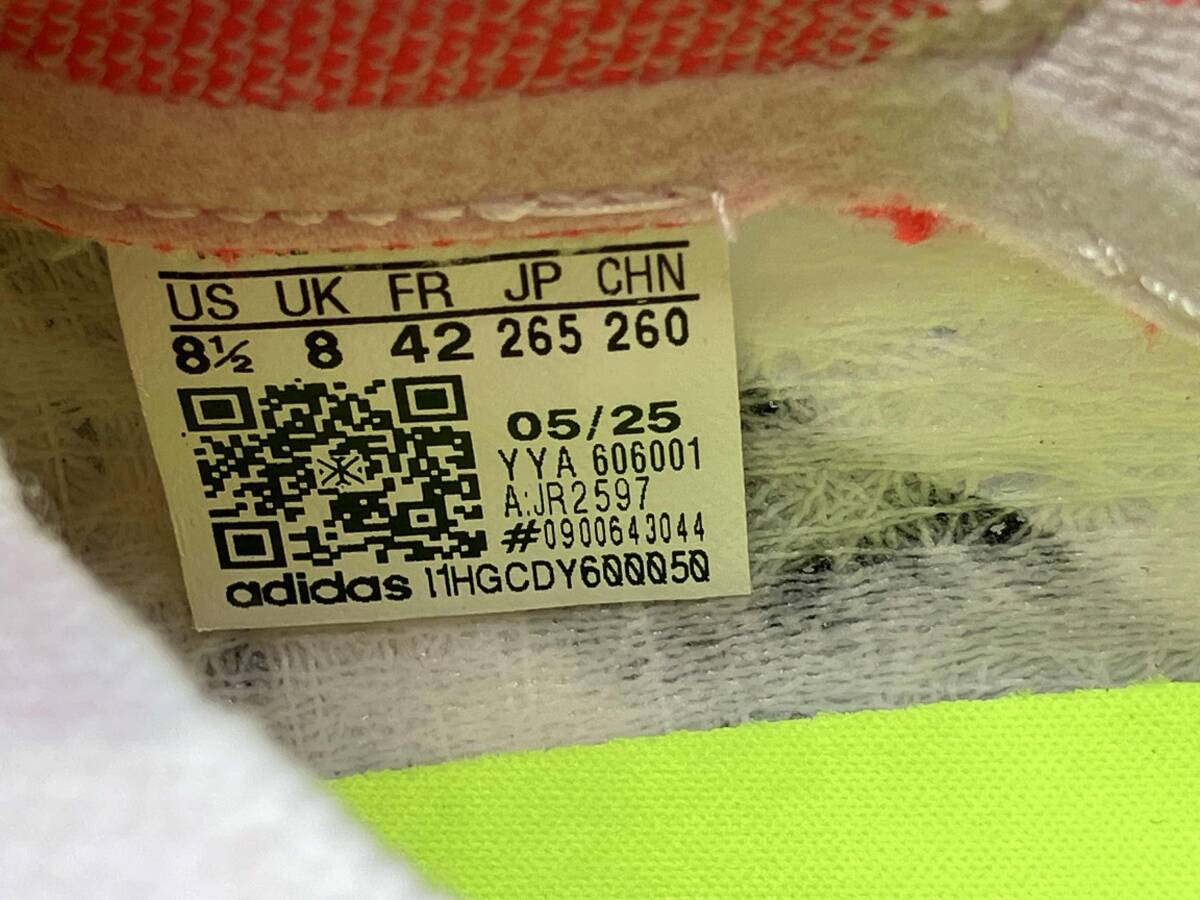 US UK FR JP CHN
8½ 8 42 265 260
05/25
YYA 606001
A:JR2597
#0900643044
adidas I1HGCDY600050